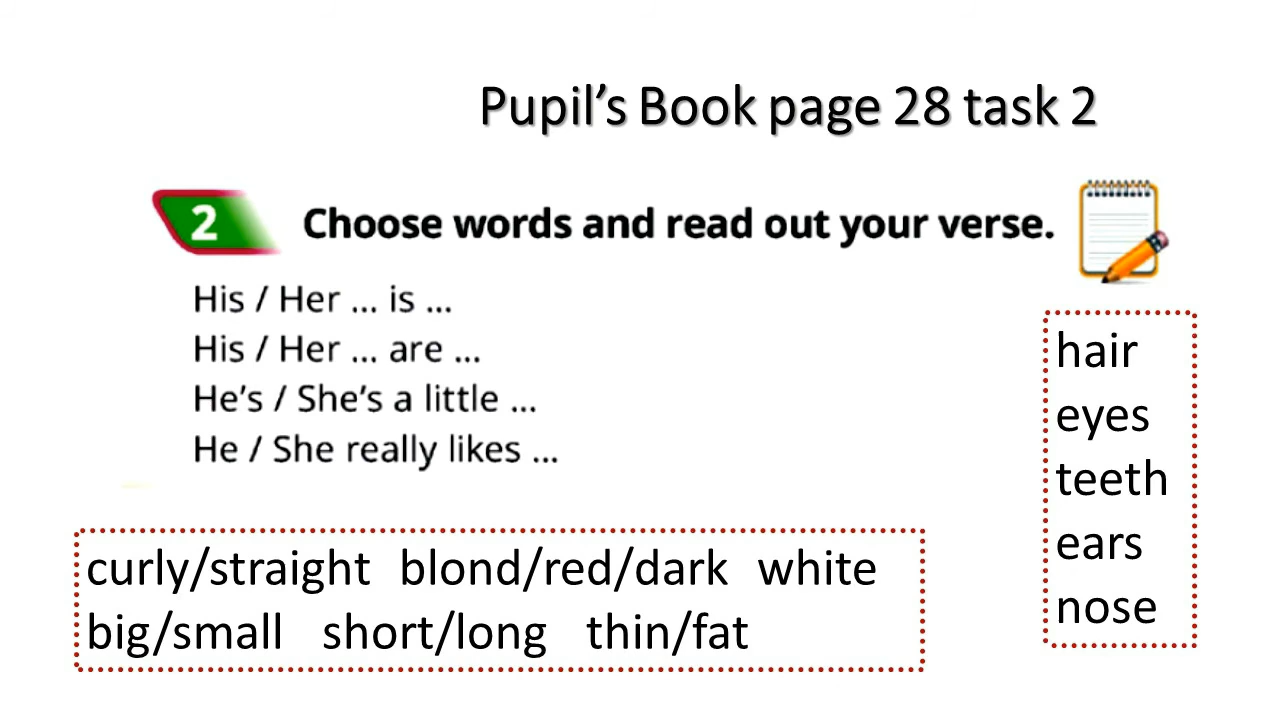 Pupil’s Book page 28 task 2
2 Choose words and read out your verse.
His / Her ... is ...
His / Her ... are ...
He’s / She’s a little ...
He / She really likes ...
hair
eyes
teeth
ears
nose
curly/straight blond/red/dark white
big/small short/long thin/fat